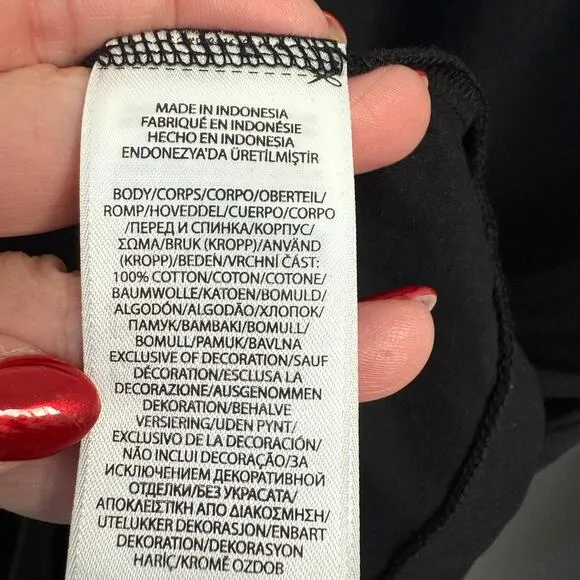 MADE IN INDONESIA
FABRIQUÉ EN INDONÉSIE
HECHO EN INDONESIA
ENDONEZYA'DA ÜRETİLMİŞTİR
BODY/CORPS/CORPO/OBERTEIL/
ROMP/HOVEDDEL/CUERPO/CORPO
/ПЕРЕД И СПИНКА/КОРПУС/
ΣΩΜΑ/BRUK (KROPP)/ANVÄND
(KROPP)/BEDEN/VRCHNÍ ČÁST:
100% COTTON/COTON/COTONE/
BAUMWOLLE/KATOEN/BOMULD/
ALGODÓN/ALGODÃO/ХЛОПОК/
ПАМУК/BAMBAKI/BOMULL/
BOMULL/PAMUK/BAVLNA
EXCLUSIVE OF DECORATION/SAUF
DÉCORATION/ESCLUSA LA
DECORAZIONE/AUSGENOMMEN
DEKORATION/BEHALVE
VERSIERING/UDEN PYNT/
EXCLUSIVO DE LA DECORACIÓN/
NÃO INCLUI DECORAÇÃO/ЗА
ИСКЛЮЧЕНИЕМ ДЕКОРАТИВНОЙ
ОТДЕЛКИ/БЕЗ УКРАСАТА/
ΑΠΟΚΛΕΙΣΤΙΚΗ ΑΠΟ ΔΙΑΚΟΣΜΗΣΗ/
UTELUKKER DEKORASJON/ENBART
DEKORATION/DEKORASYON
HARİÇ/KROMĚ OZDOB